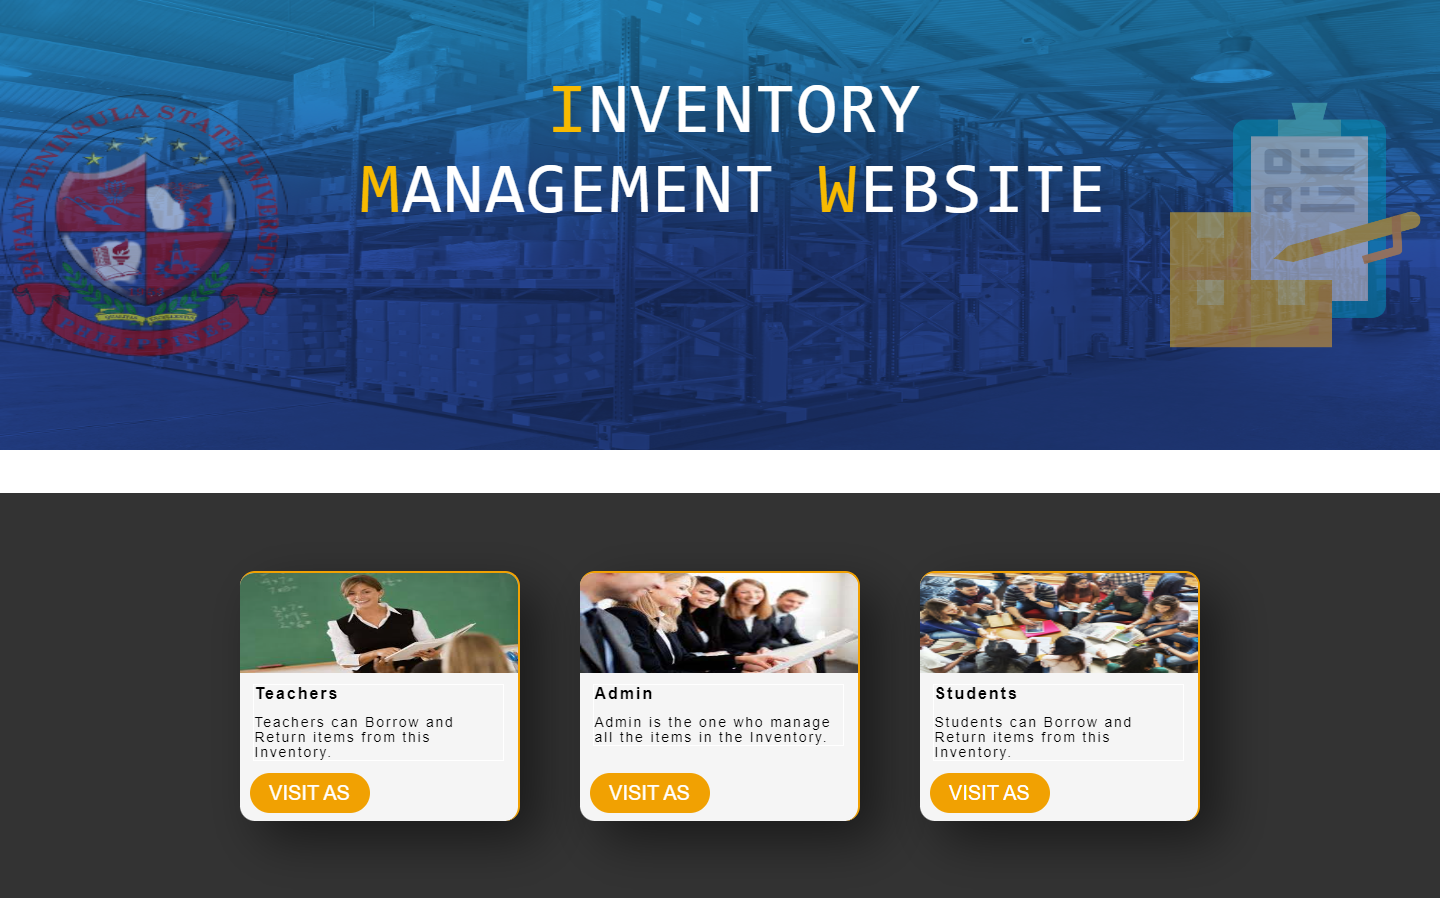 BATAAN PENINSULA STATE UNIVERSITY
QUALITAS EXCELLENTIA
PHILIPPINES
INVENTORY
MANAGEMENT WEBSITE
Teachers
Teachers can Borrow and
Return items from this
Inventory.
VISIT AS
Admin
Admin is the one who manage
all the items in the Inventory.
VISIT AS
Students
Students can Borrow and
Return items from this
Inventory.
VISIT AS